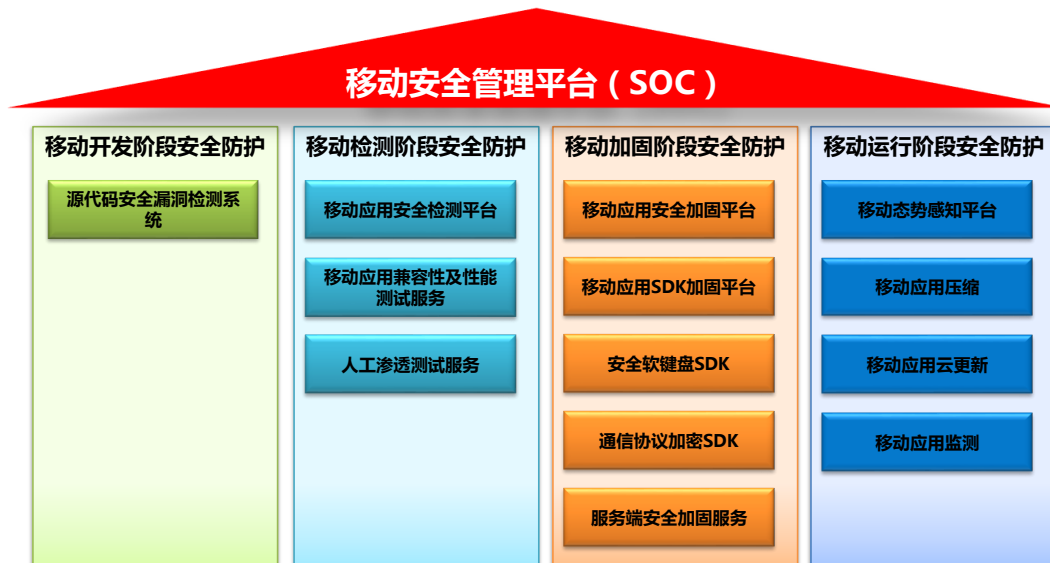 移动安全管理平台（SOC）
移动开发阶段安全防护
源代码安全漏洞检测系
统
移动检测阶段安全防护
移动应用安全检测平台
移动应用兼容性及性能
测试服务
人工渗透测试服务
移动加固阶段安全防护
移动应用安全加固平台
移动应用SDK加固平台
安全软键盘SDK
通信协议加密SDK
服务端安全加固服务
移动运行阶段安全防护
移动态势感知平台
移动应用压缩
移动应用云更新
移动应用监测